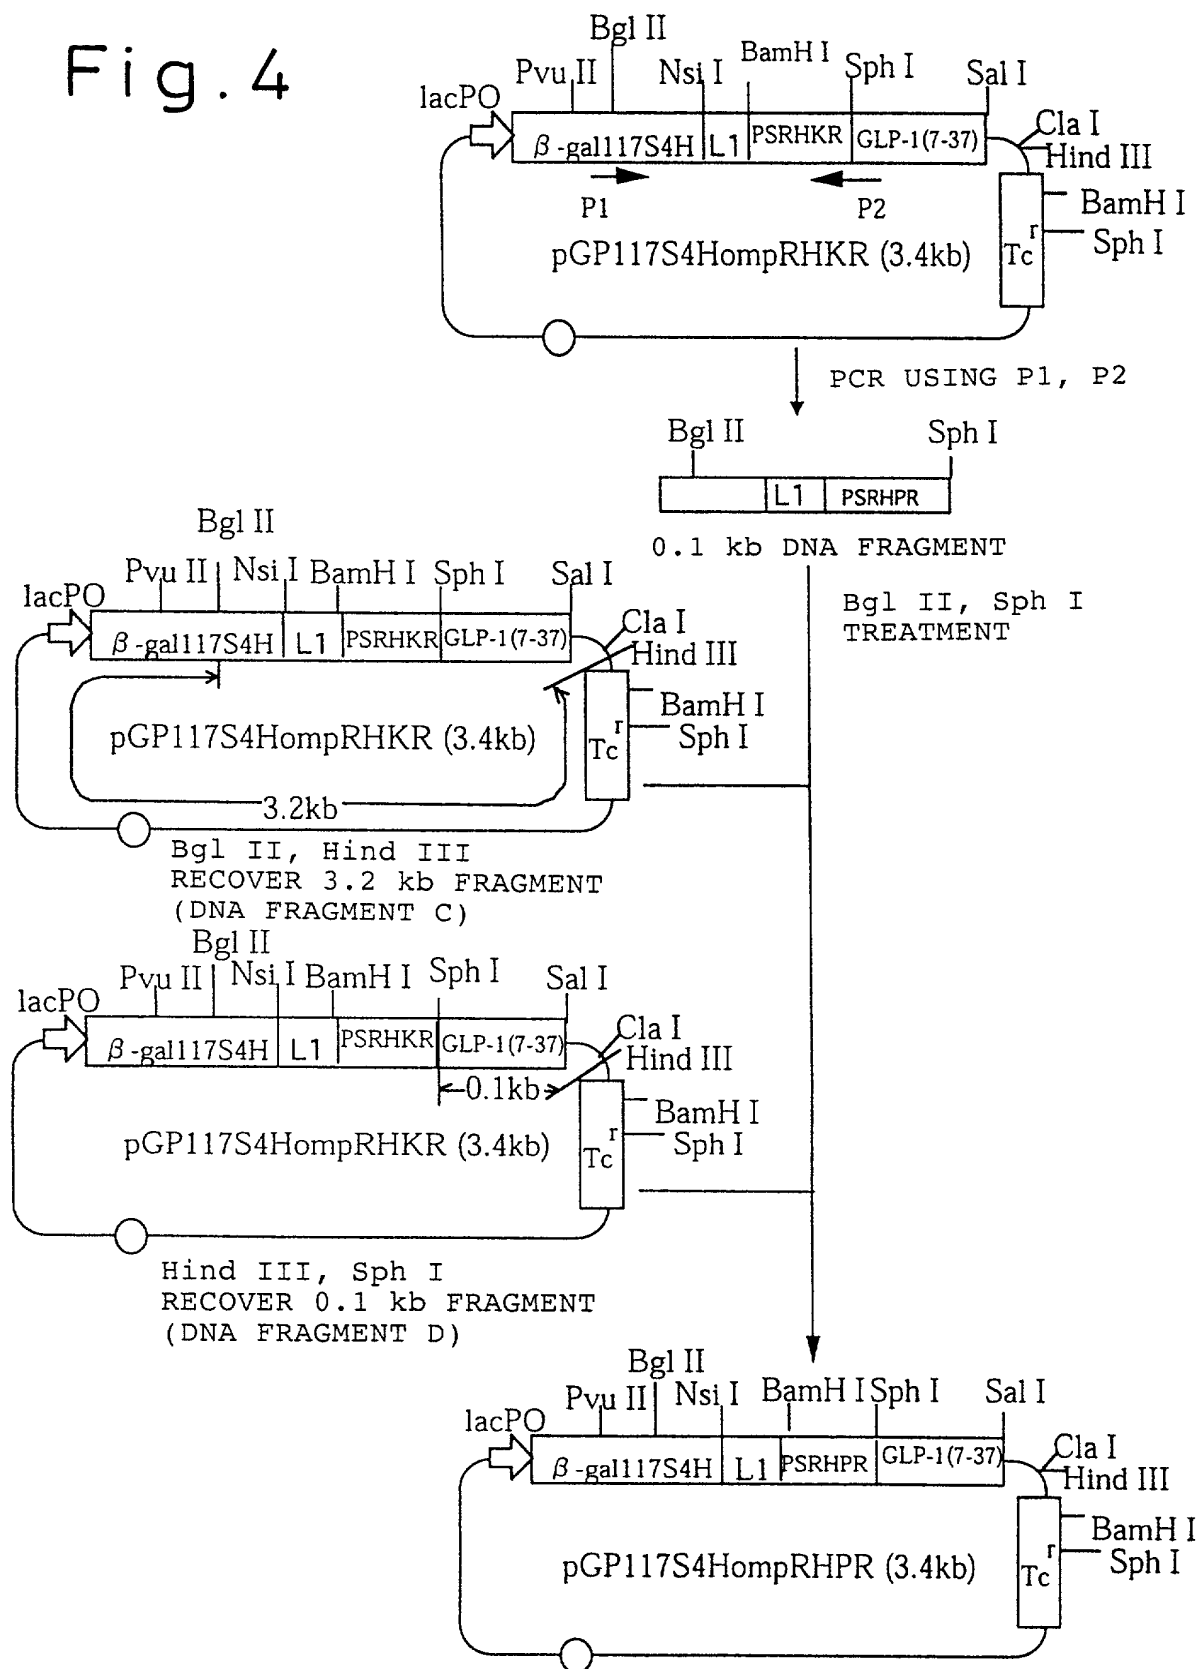 Fig. 4
Bgl II
Pvu II
Nsi I
BamH I
Sph I
Sal I
lacPO
Cla I
Hind III
β-gal117S4H
L1
PSRHKR
GLP-1(7-37)
P1
P2
BamH I
Sph I
Tc r
pGP117S4HompRHKR (3.4kb)
PCR USING P1, P2
Bgl II
Sph I
L1
PSRHPR
0.1 kb DNA FRAGMENT
Bgl II, Sph I
TREATMENT
Bgl II
Pvu II
Nsi I
BamH I
Sph I
Sal I
lacPO
Cla I
Hind III
β-gal117S4H
L1
PSRHKR
GLP-1(7-37)
BamH I
Sph I
Tc r
pGP117S4HompRHKR (3.4kb)
3.2kb
Bgl II, Hind III
RECOVER 3.2 kb FRAGMENT
(DNA FRAGMENT C)
Bgl II
Pvu II
Nsi I
BamH I
Sph I
Sal I
lacPO
Cla I
Hind III
β-gal117S4H
L1
PSRHKR
GLP-1(7-37)
0.1kb
BamH I
Sph I
Tc r
pGP117S4HompRHKR (3.4kb)
Hind III, Sph I
RECOVER 0.1 kb FRAGMENT
(DNA FRAGMENT D)
Bgl II
Pvu II
Nsi I
BamH I
Sph I
Sal I
lacPO
Cla I
Hind III
β-gal117S4H
L1
PSRHPR
GLP-1(7-37)
BamH I
Sph I
Tc r
pGP117S4HompRHPR (3.4kb)